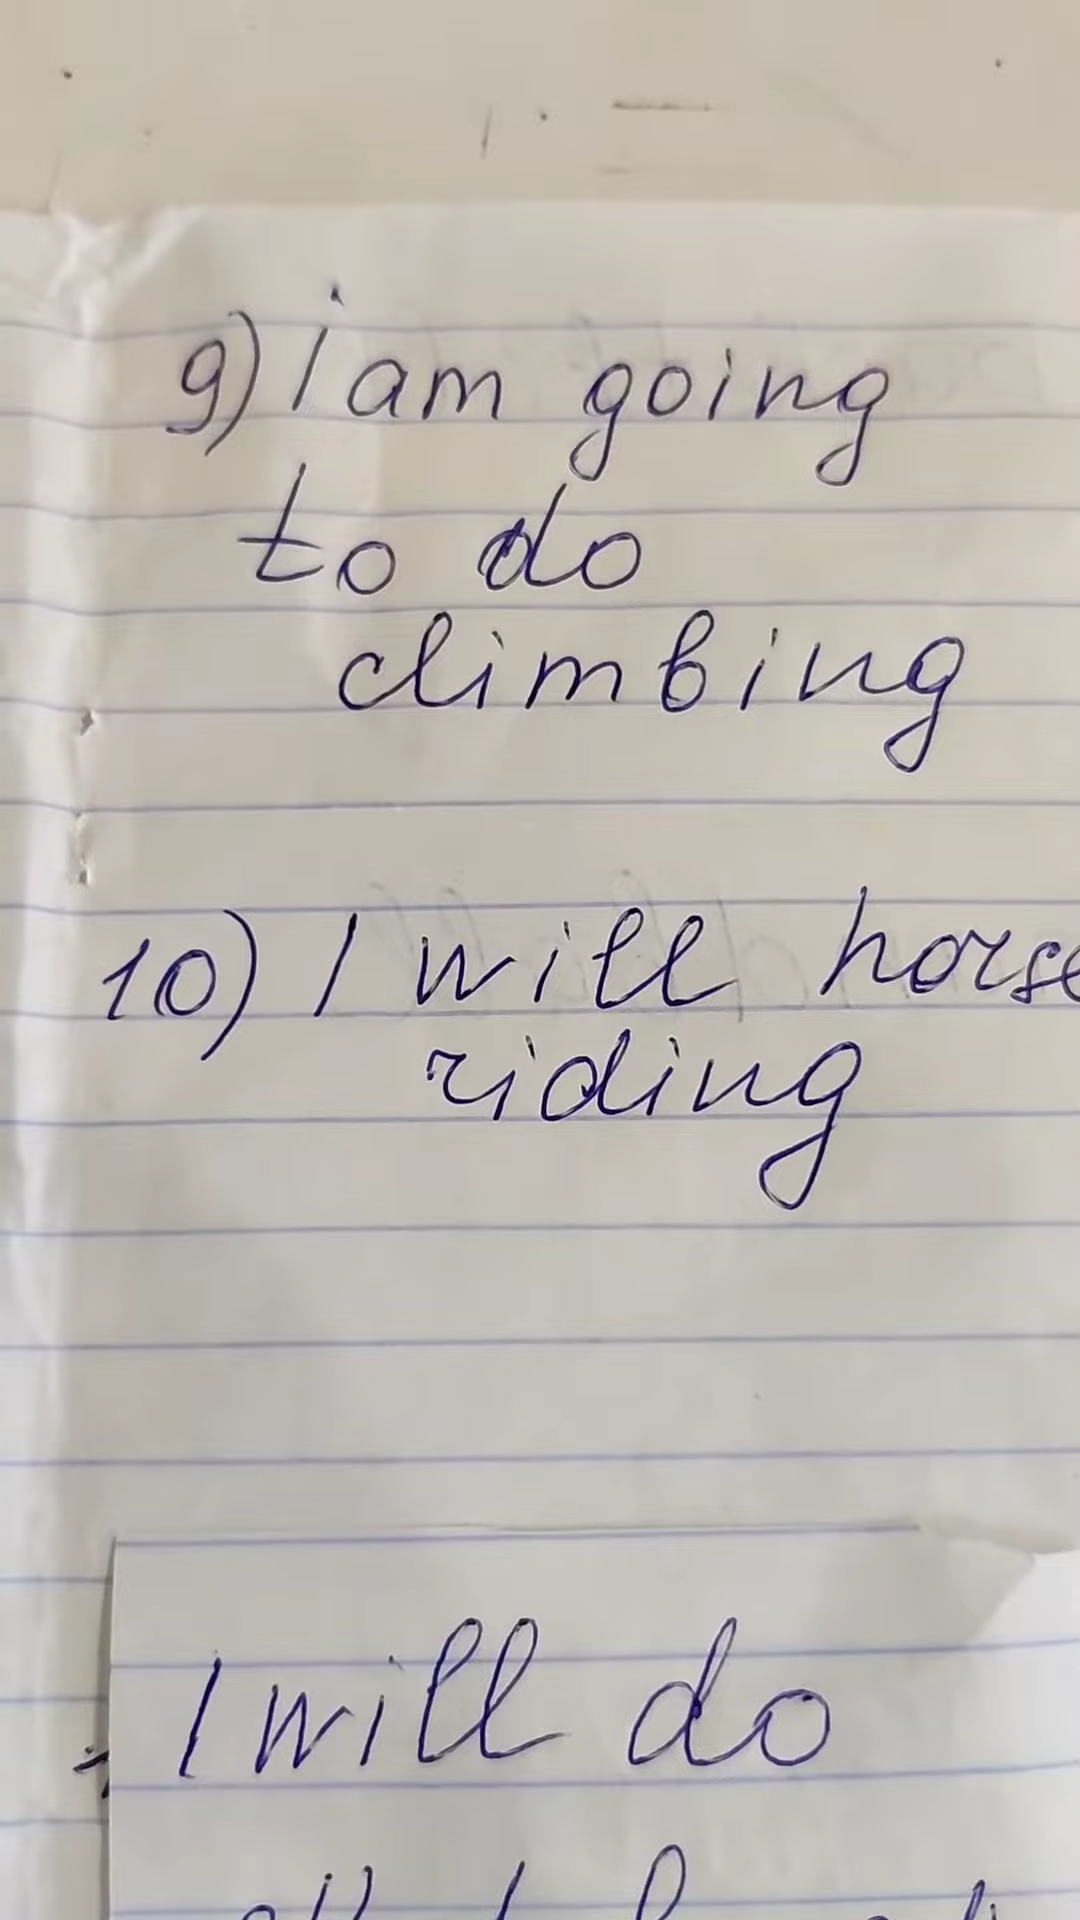 9) i am going
to do
climbing
10) I will horse
riding
I will do